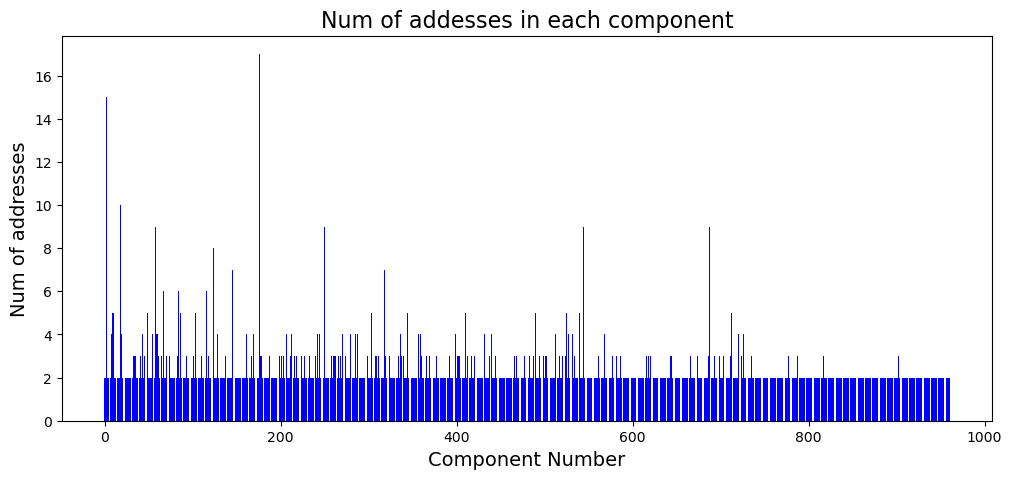 Num of addesses in each component
Num of addresses
16
14
12
10
8
6
4
2
0
0 200 400 600 800 1000
Component Number